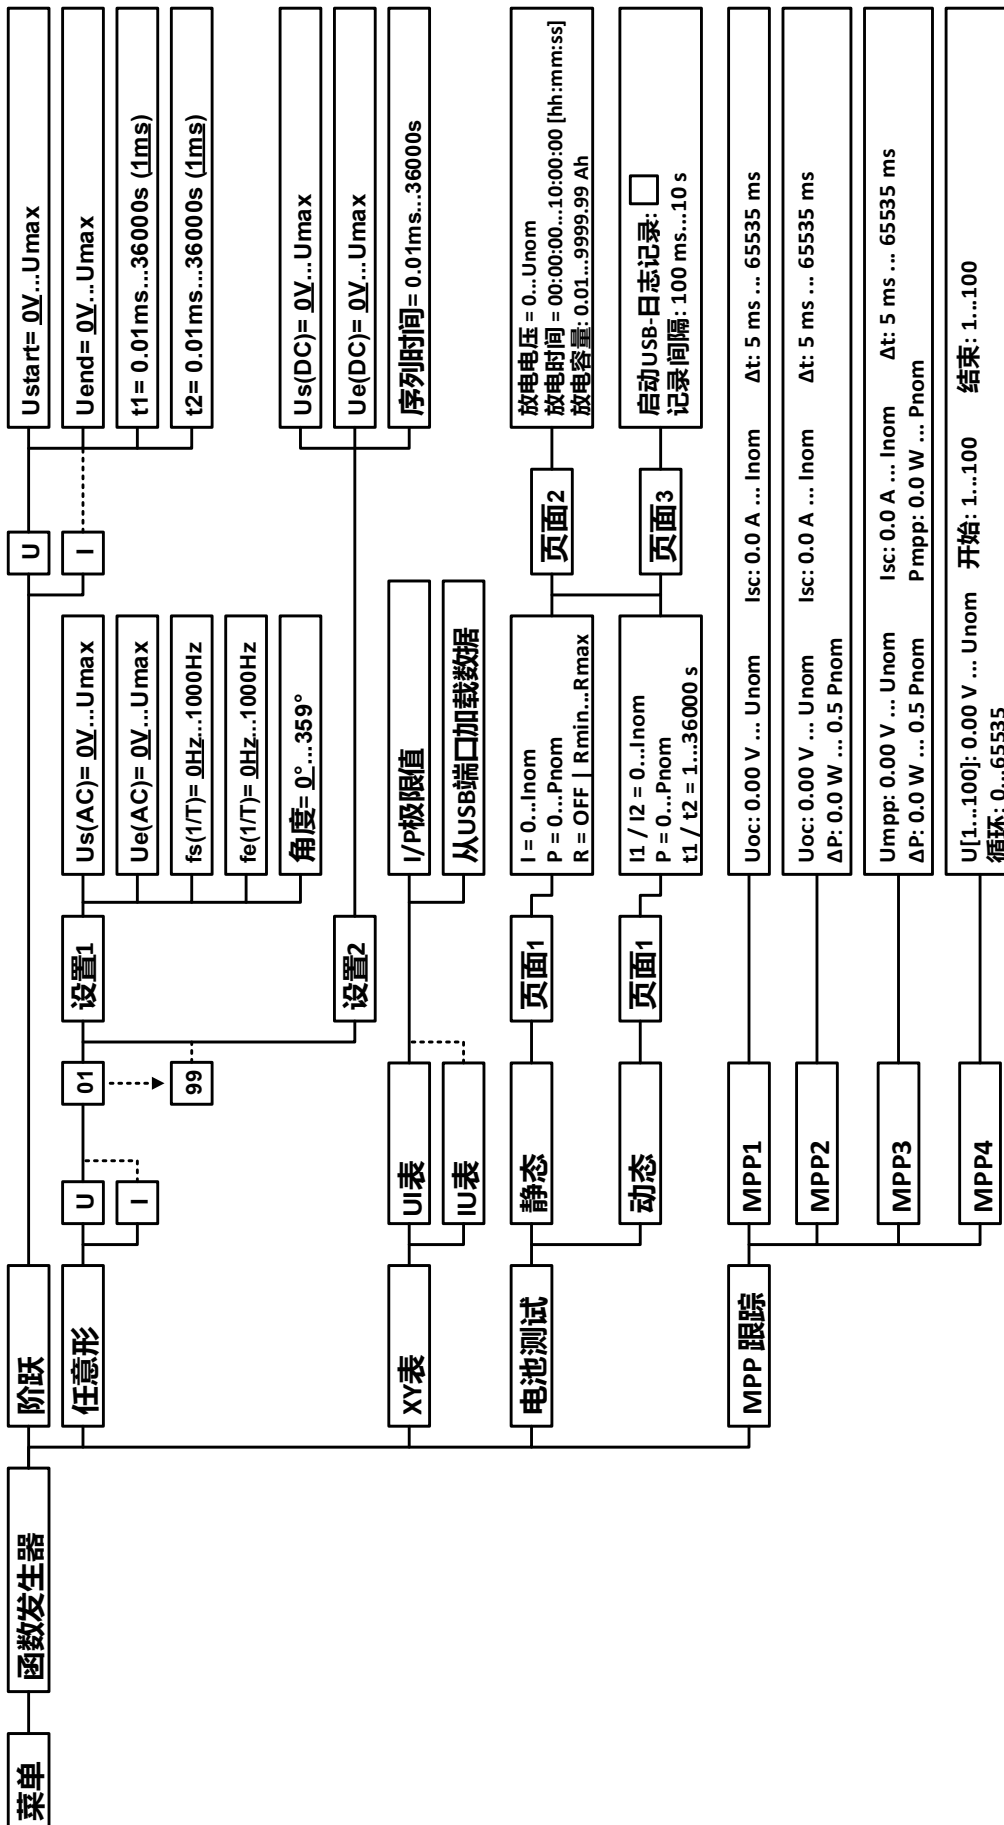 菜单
函数发生器
阶跃
U
I
Ustart= 0V...Umax
Uend= 0V...Umax
t1= 0.01ms...36000s (1ms)
t2= 0.01ms...36000s (1ms)
任意形
U
I
01
99
设置1
Us(AC)= 0V...Umax
Ue(AC)= 0V...Umax
fs(1/T)= 0Hz...1000Hz
fe(1/T)= 0Hz...1000Hz
角度= 0°...359°
设置2
Us(DC)= 0V...Umax
Ue(DC)= 0V...Umax
序列时间= 0.01ms...36000s
XY表
UI表
IU表
I/P极限值
从USB端口加载数据
电池测试
静态
页面1
I = 0...Inom
P = 0...Pnom
R = OFF | Rmin...Rmax
动态
页面1
I1 / I2 = 0...Inom
P = 0...Pnom
t1 / t2 = 1...36000 s
页面2
放电电压 = 0...Unom
放电时间 = 00:00:00...10:00:00 [hh:mm:ss]
放电容量: 0.01...9999.99 Ah
页面3
启动USB-日志记录:
记录间隔: 100 ms...10 s
MPP 跟踪
MPP1
Uoc: 0.00 V ... Unom Isc: 0.0 A ... Inom Δt: 5 ms ... 65535 ms
MPP2
Uoc: 0.00 V ... Unom Isc: 0.0 A ... Inom Δt: 5 ms ... 65535 ms
ΔP: 0.0 W ... 0.5 Pnom
MPP3
Umpp: 0.00 V ... Unom Isc: 0.0 A ... Inom Δt: 5 ms ... 65535 ms
ΔP: 0.0 W ... 0.5 Pnom Pmpp: 0.0 W ... Pnom
MPP4
U[1...100]: 0.00 V ... Unom 开始: 1...100 结束: 1...100
循环: 0...65535